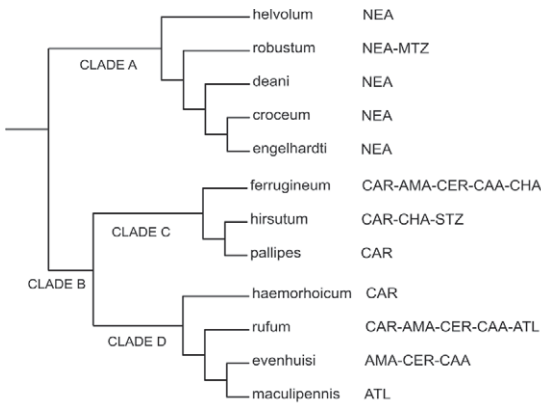 helvolum NEA
robustum NEA-MTZ
CLADE A
deani NEA
croceum NEA
engelhardti NEA
ferrugineum CAR-AMA-CER-CAA-CHA
hirsutum CAR-CHA-STZ
CLADE C
pallipes CAR
CLADE B
haemorhoicum CAR
rufum CAR-AMA-CER-CAA-ATL
CLADE D
evenhuisi AMA-CER-CAA
maculipennis ATL